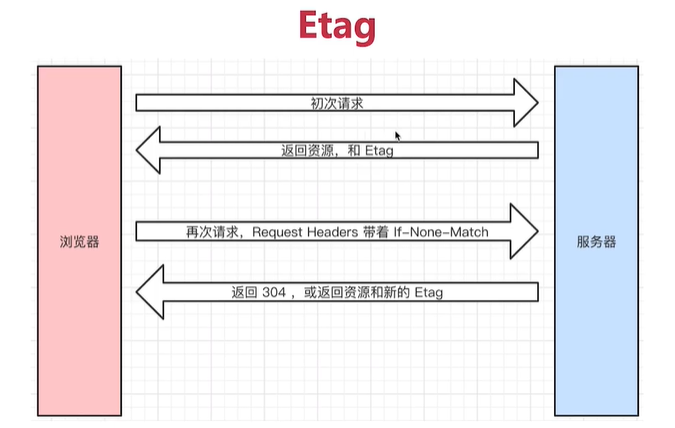 Etag
初次请求
返回资源，和 Etag
再次请求，Request Headers 带着 If-None-Match
浏览器
服务器
返回 304 ，或返回资源和新的 Etag